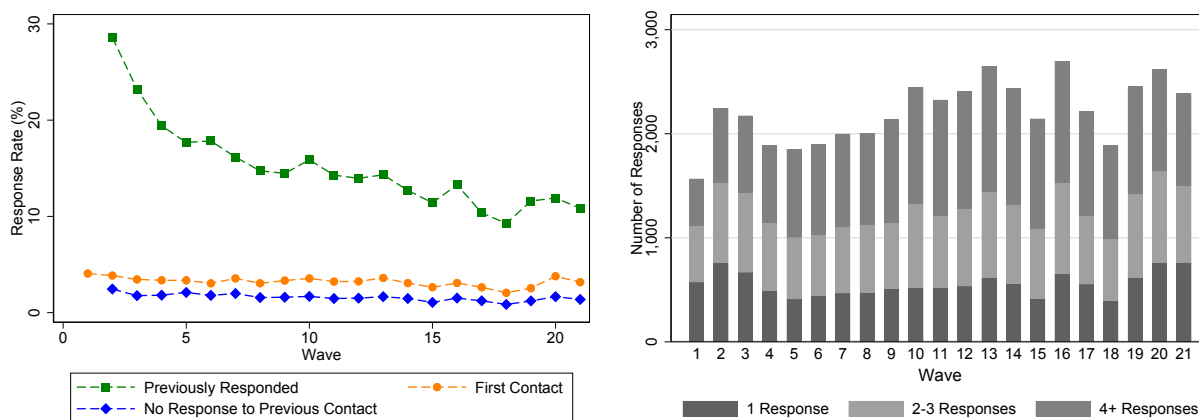 30
20
10
0
Response Rate (%)
0 5 10 15 20
Wave
Previously Responded
First Contact
No Response to Previous Contact
3,000
2,000
1,000
0
Number of Responses
1 2 3 4 5 6 7 8 9 10 11 12 13 14 15 16 17 18 19 20 21
Wave
1 Response 2-3 Responses 4+ Responses